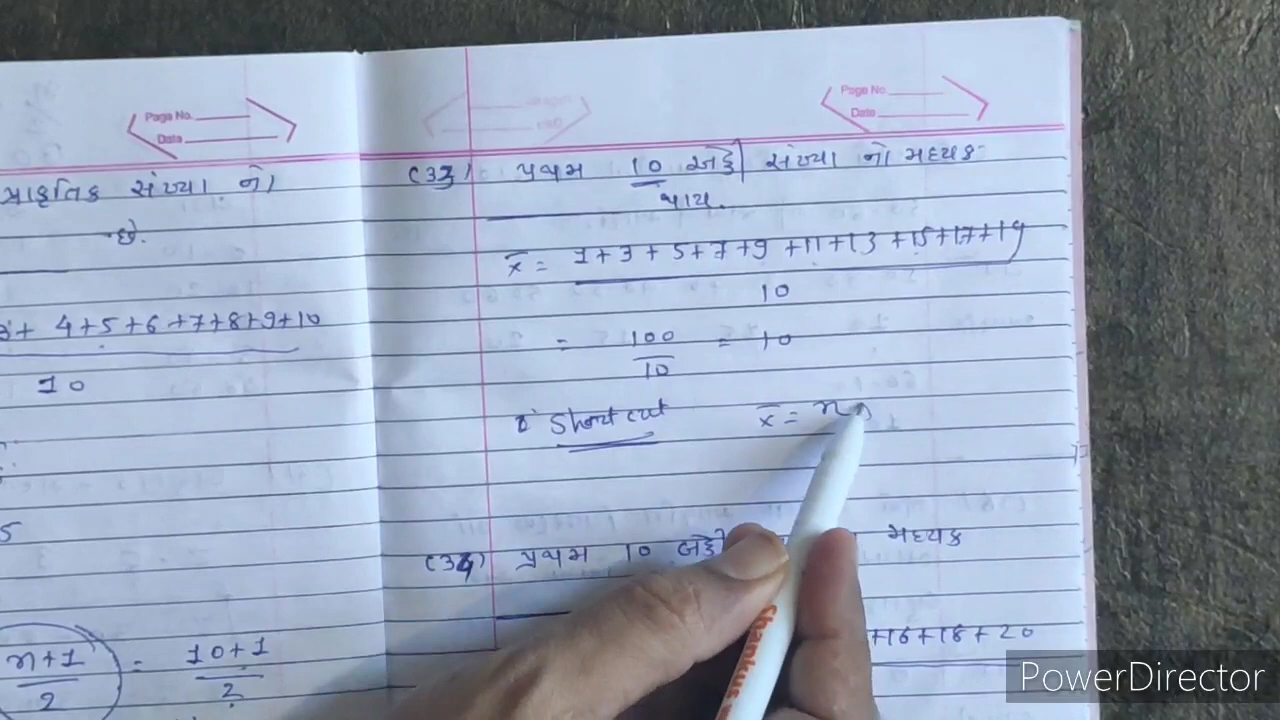 Page No.
Date
પ્રાકૃતિક સંખ્યા નો
છે.
3+ 4+5+6+7+8+9+10
10
5
n+1 = 10+1
2 2
Page No.
Date
(33) પ્રથમ 10 સંખ્યા નો મધ્યક
થાય.
x̄ = 1+3+5+7+9+11+13+15+17+19
10
= 100 = 10
10
Short cut x̄ = n
(34) પ્રથમ 10 મધ્યક
+16+18+20
Shankus
PowerDirector